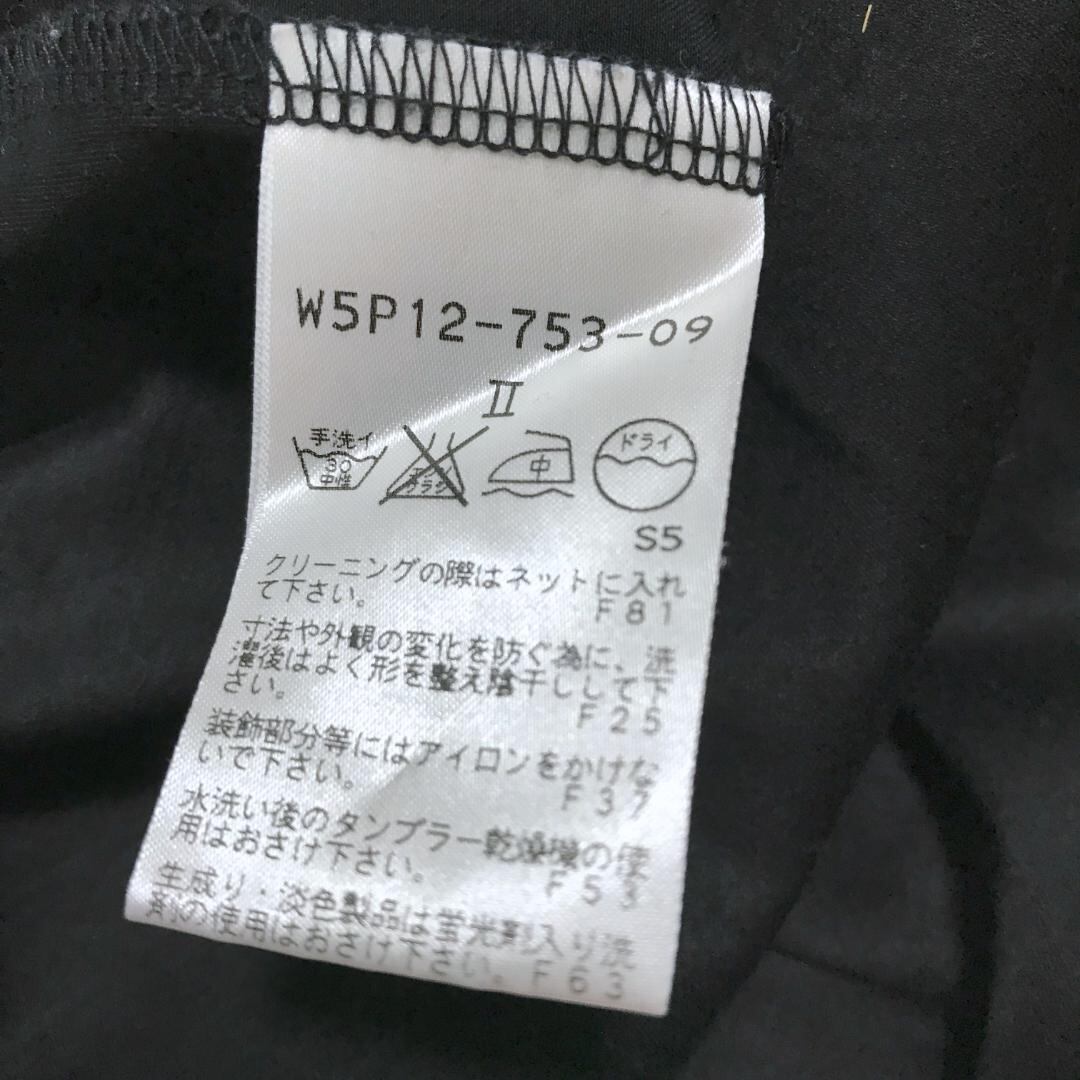 W5P12-753-09
II
手洗イ
30
中性
エンソ
サラシ
中
ドライ
S5
クリーニングの際はネットに入れ
て下さい。
F81
寸法や外観の変化を防ぐ為に、洗
濯後はよく形を整え陰干しして下
さい。
F25
装飾部分等にはアイロンをかけな
いで下さい。
F37
水洗い後のタンブラー乾燥機の使
用はおさけ下さい。
F53
生成り・淡色製品は蛍光剤入り洗
剤の使用はおさけ下さい。
F63